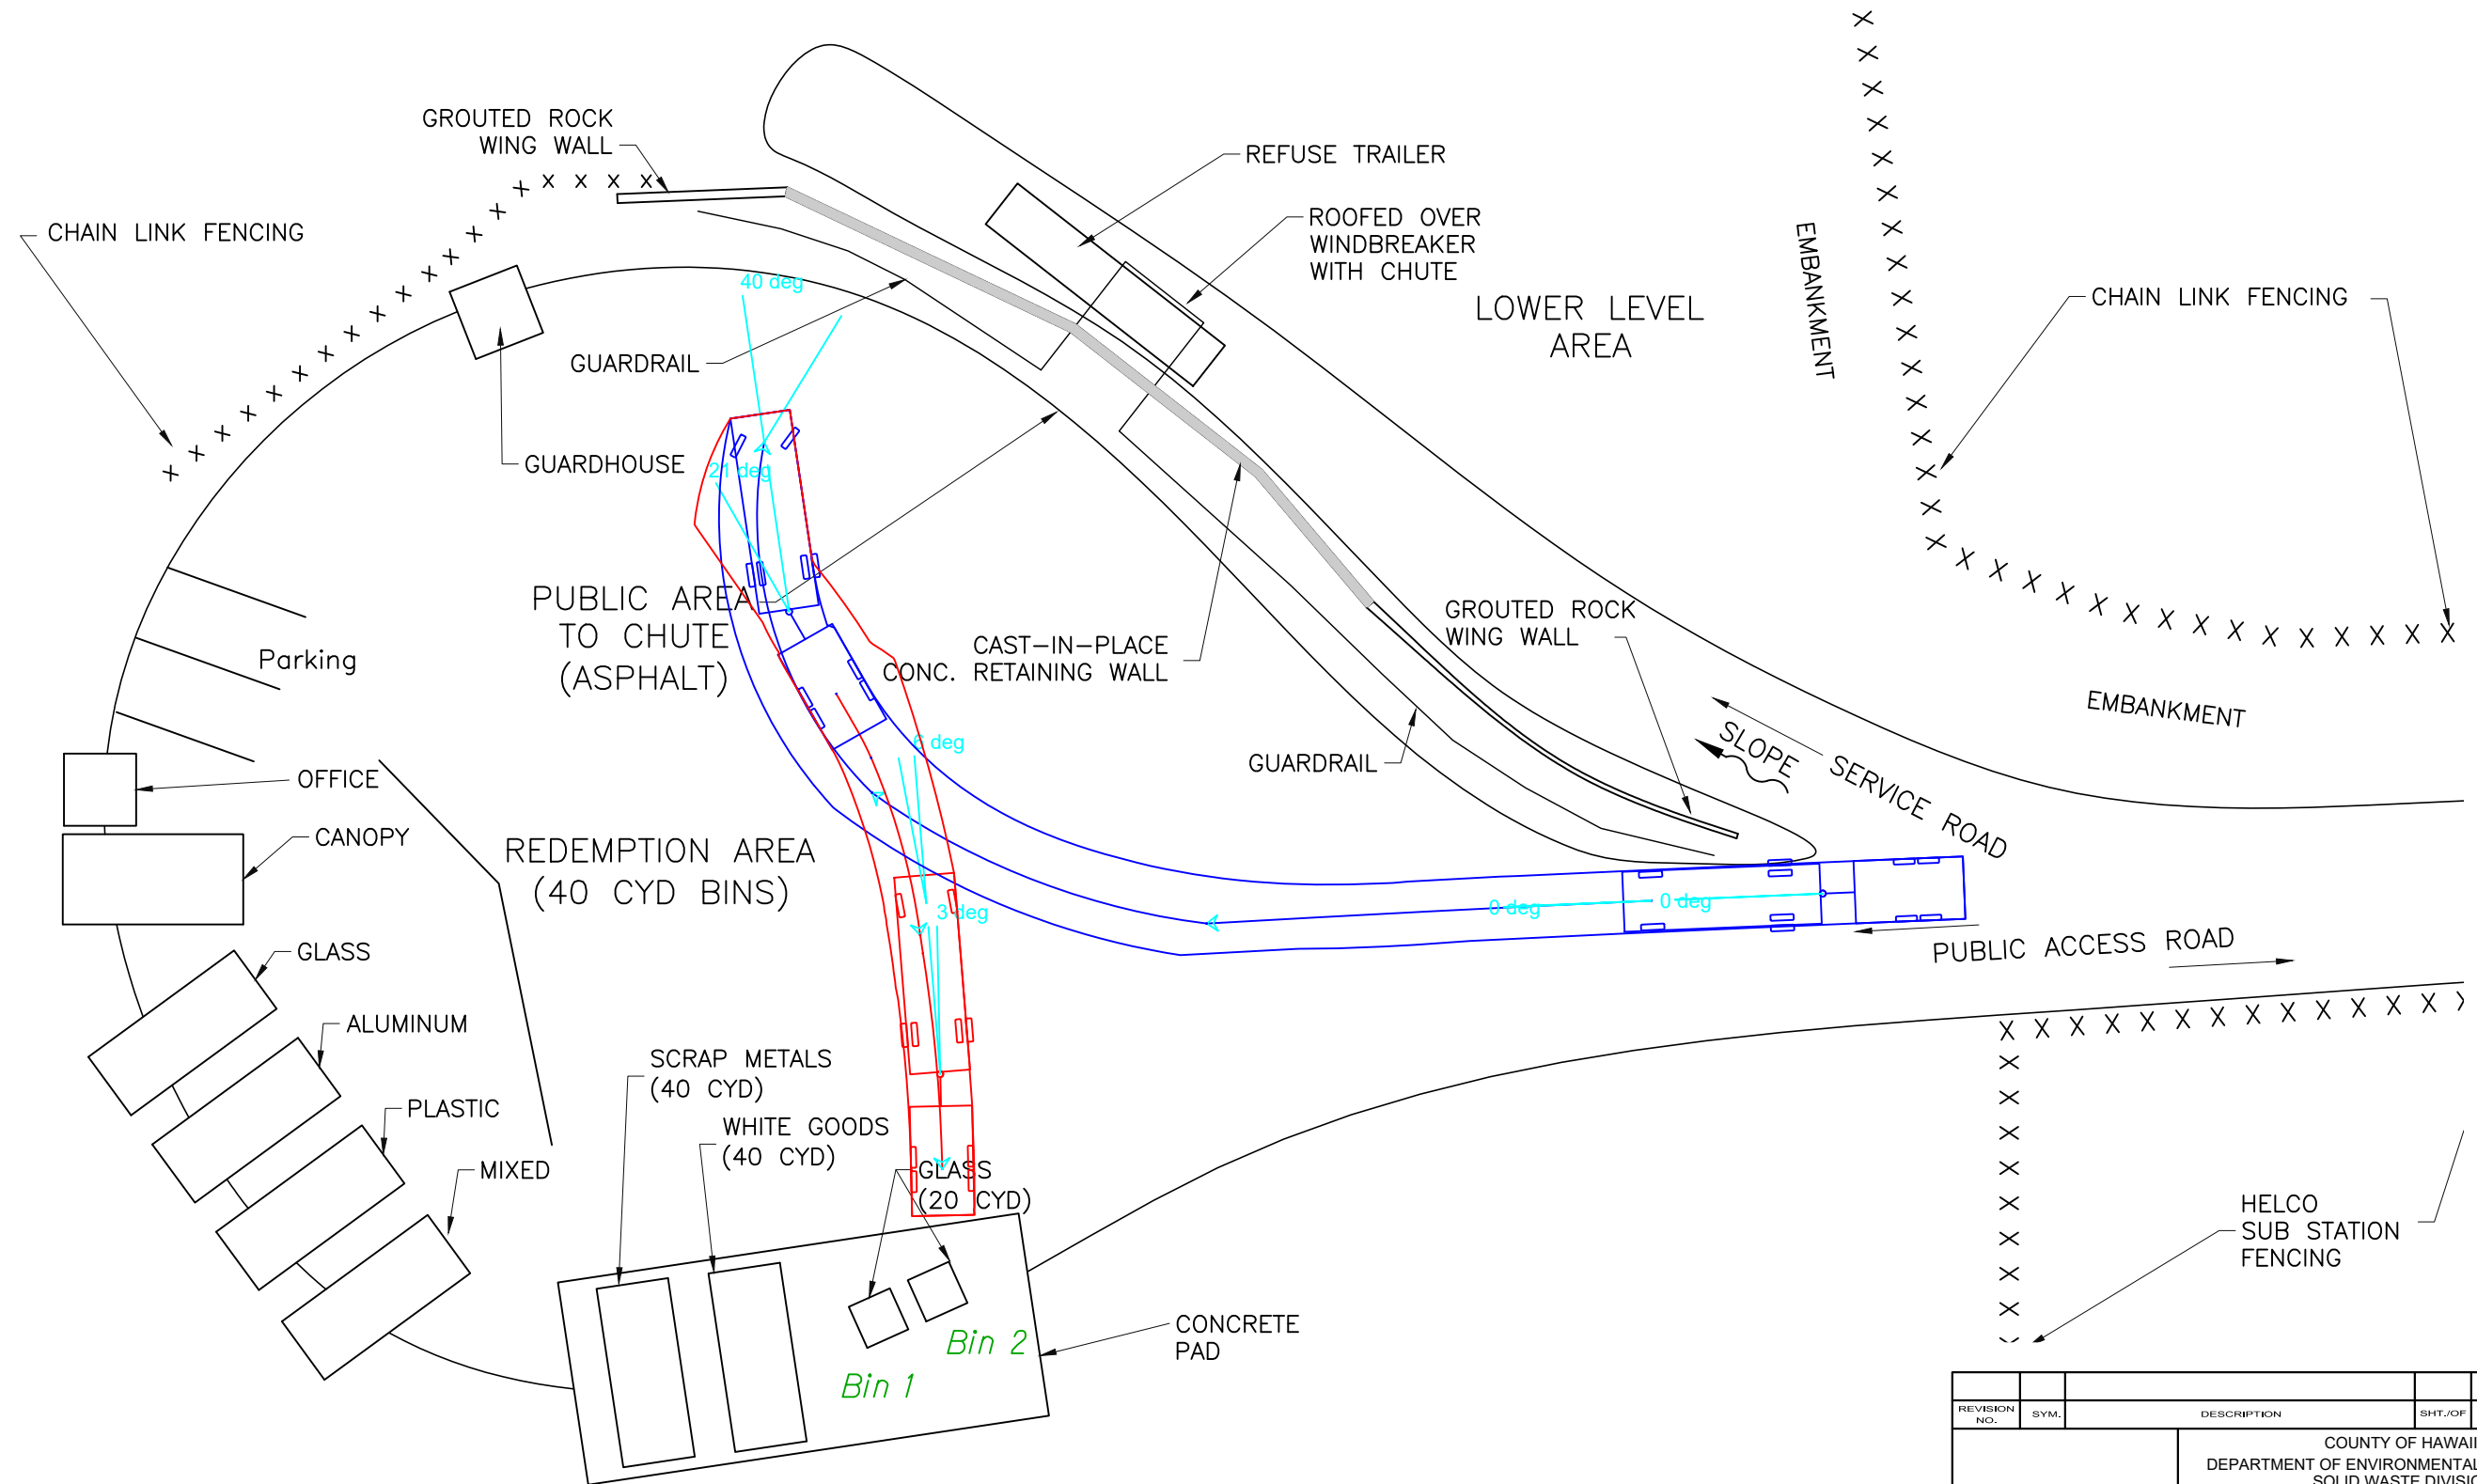 GROUTED ROCK
WING WALL
CHAIN LINK FENCING
REFUSE TRAILER
ROOFED OVER
WINDBREAKER
WITH CHUTE
EMBANKMENT
LOWER LEVEL
AREA
CHAIN LINK FENCING
40 deg
GUARDRAIL
GUARDHOUSE
21 deg
PUBLIC AREA
TO CHUTE
(ASPHALT)
GROUTED ROCK
WING WALL
CAST-IN-PLACE
CONC. RETAINING WALL
Parking
EMBANKMENT
SLOPE
SERVICE ROAD
6 deg
GUARDRAIL
OFFICE
CANOPY
REDEMPTION AREA
(40 CYD BINS)
3 deg
0 deg
0 deg
PUBLIC ACCESS ROAD
GLASS
ALUMINUM
SCRAP METALS
(40 CYD)
PLASTIC
WHITE GOODS
(40 CYD)
MIXED
GLASS
(20 CYD)
HELCO
SUB STATION
FENCING
Bin 2
Bin 1
CONCRETE
PAD
REVISION
NO.
SYM.
DESCRIPTION
SHT./OF
COUNTY OF HAWAII
DEPARTMENT OF ENVIRONMENTAL
SOLID WASTE DIVISIO